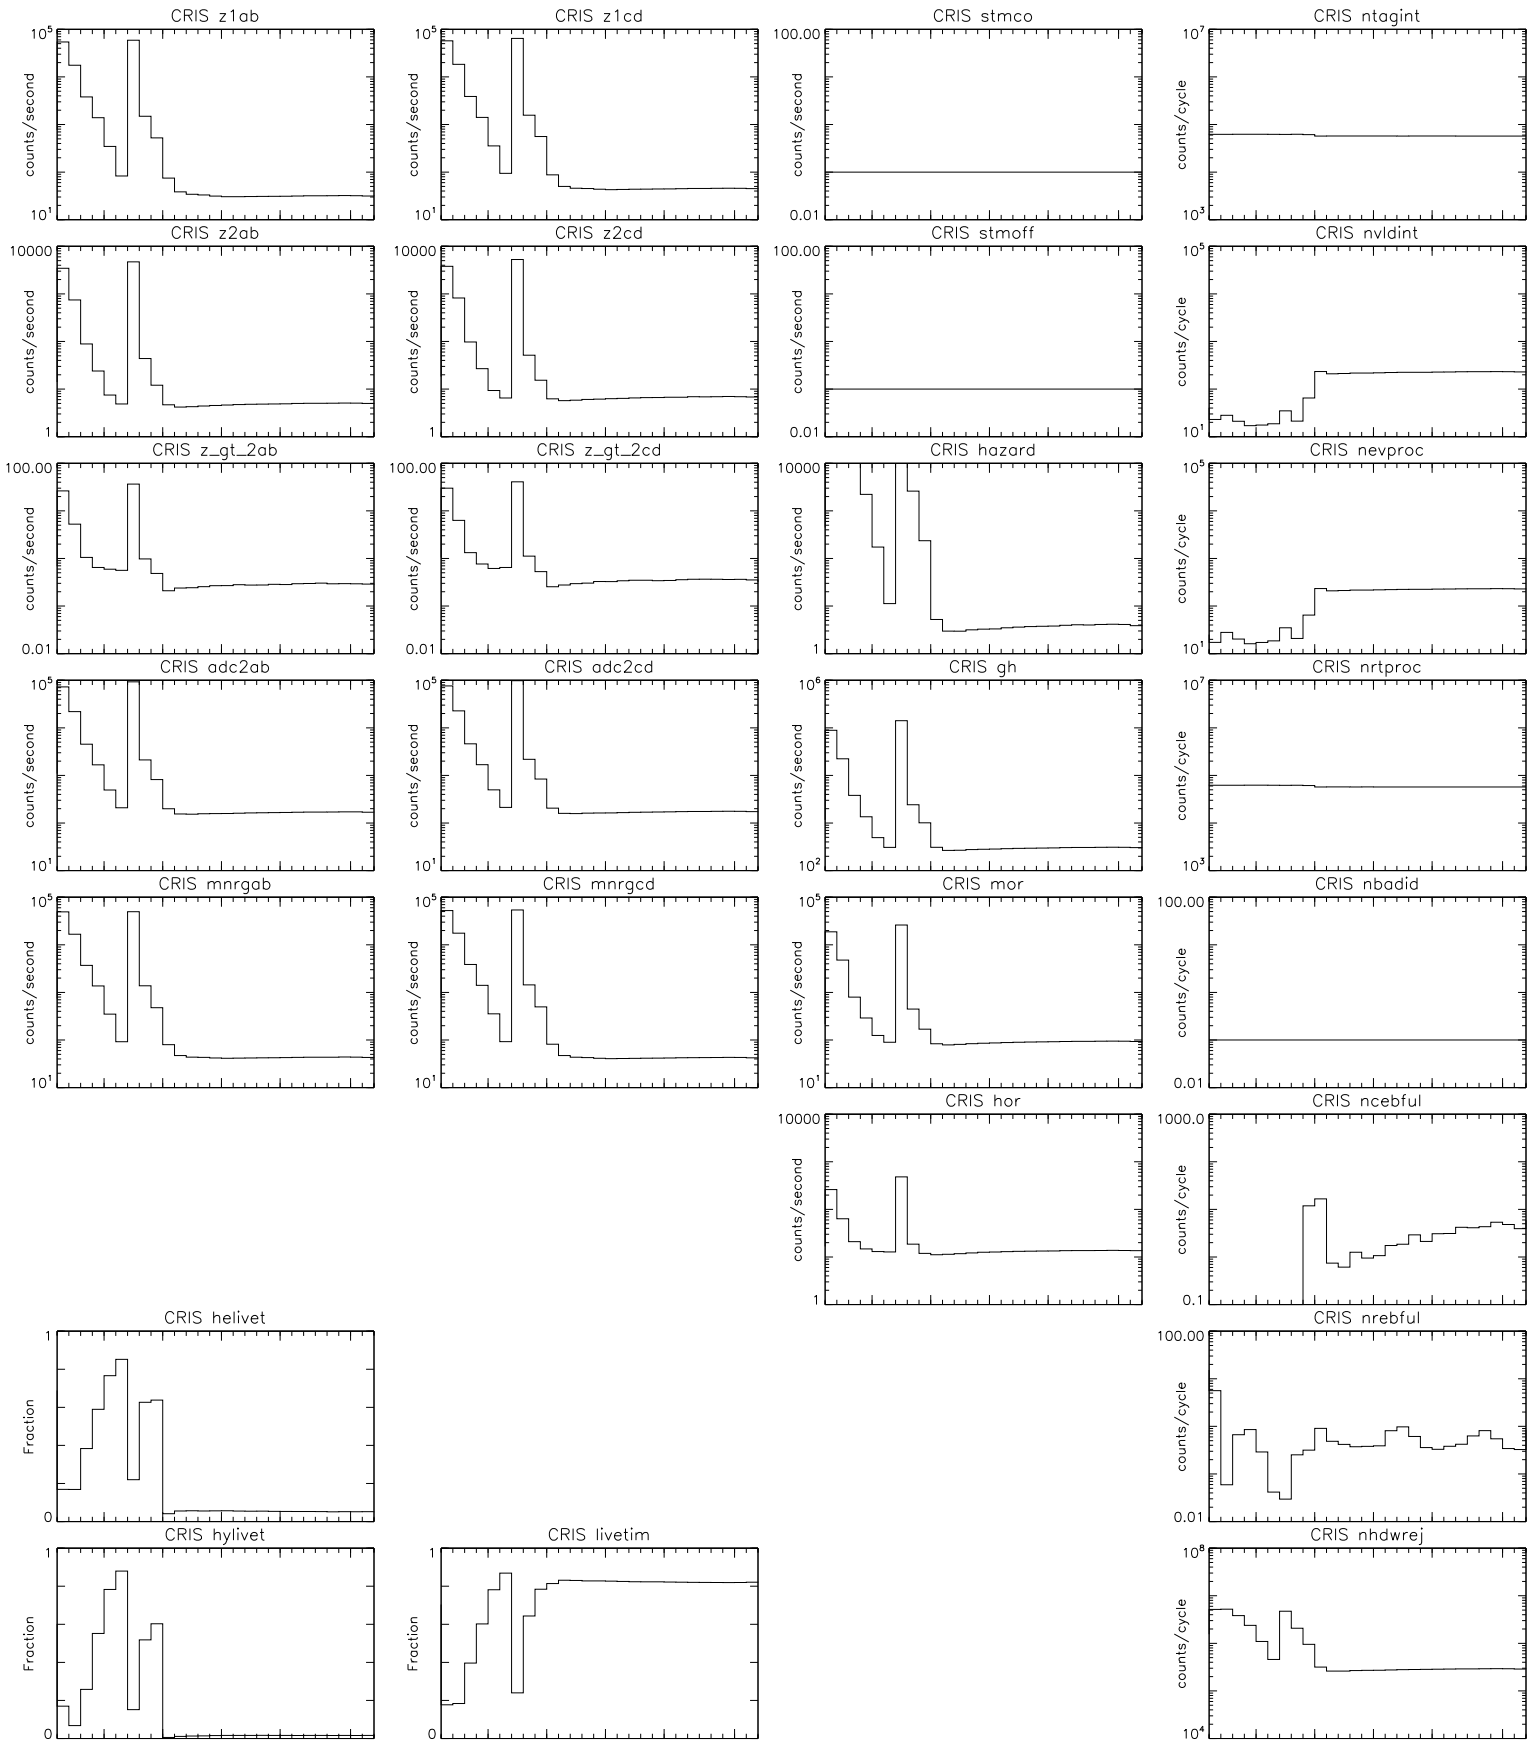 CRIS z1ab
CRIS z1cd
CRIS stmco
CRIS ntagint
10^5
counts/second
10^1
10^5
counts/second
10^1
100.00
counts/second
0.01
10^7
counts/cycle
10^3
CRIS z2ab
CRIS z2cd
CRIS stmoff
CRIS nvldint
10000
counts/second
1
10000
counts/second
1
100.00
counts/second
0.01
10^5
counts/cycle
10^1
CRIS z_gt_2ab
CRIS z_gt_2cd
CRIS hazard
CRIS nevproc
100.00
counts/second
0.01
100.00
counts/second
0.01
10000
counts/second
1
10^5
counts/cycle
10^1
CRIS adc2ab
CRIS adc2cd
CRIS gh
CRIS nrtproc
10^5
counts/second
10^1
10^5
counts/second
10^1
10^6
counts/second
10^2
10^7
counts/cycle
10^3
CRIS mnrgab
CRIS mnrgcd
CRIS mor
CRIS nbadid
10^5
counts/second
10^1
10^5
counts/second
10^1
10^5
counts/second
10^1
100.00
counts/cycle
0.01
CRIS hor
CRIS ncebful
10000
counts/second
1
1000.0
counts/cycle
0.1
CRIS helivet
CRIS nrebful
1
Fraction
0
100.00
counts/cycle
0.01
CRIS hylivet
CRIS livetim
CRIS nhdwrej
1
Fraction
0
1
Fraction
0
10^8
counts/cycle
10^4